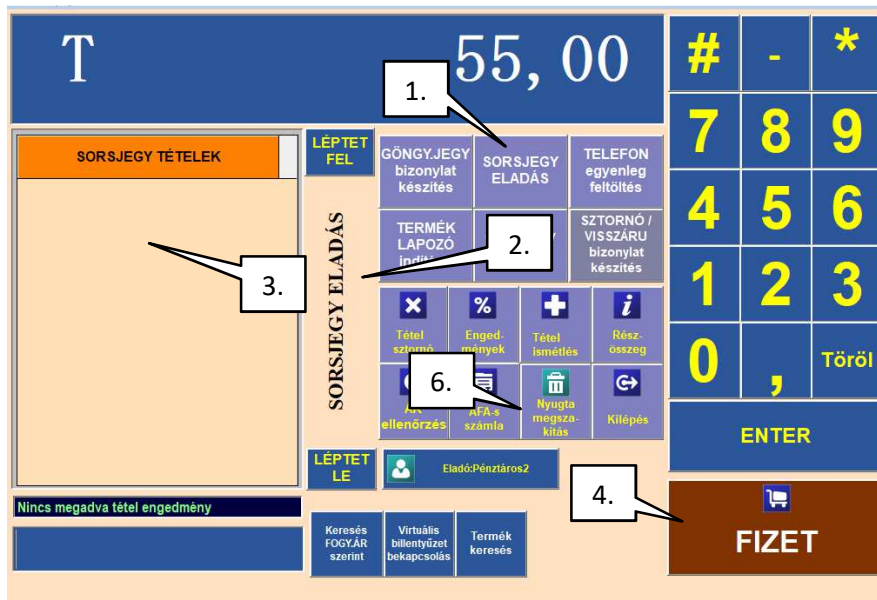 T 55,00
1.
# - *
7 8 9
4 5 6
1 2 3
0 , Töröl
ENTER
4.
FIZET
SORSJEGY TÉTELEK
3.
LÉPTET
FEL
SORSJEGY ELADÁS
2.
LÉPTET
LE
GÖNGY.JEGY
bizonylat
készítés
SORSJEGY
ELADÁS
TELEFON
egyenleg
feltöltés
TERMÉK
LAPOZÓ
SZTORNÓ /
VISSZÁRU
bizonylat
készítés
Tétel
sztornó
%
Enged-
mények
Tétel
ismétlés
i
Rész-
összeg
6.
ellenőrzés
ÁFA-s
számla
Nyugta
megsza-
kítás
Kilépés
Eladó:Pénztáros2
Nincs megadva tétel engedmény
Keresés
FOGY.ÁR
szerint
Virtuális
billentyűzet
bekapcsolás
Termék
keresés